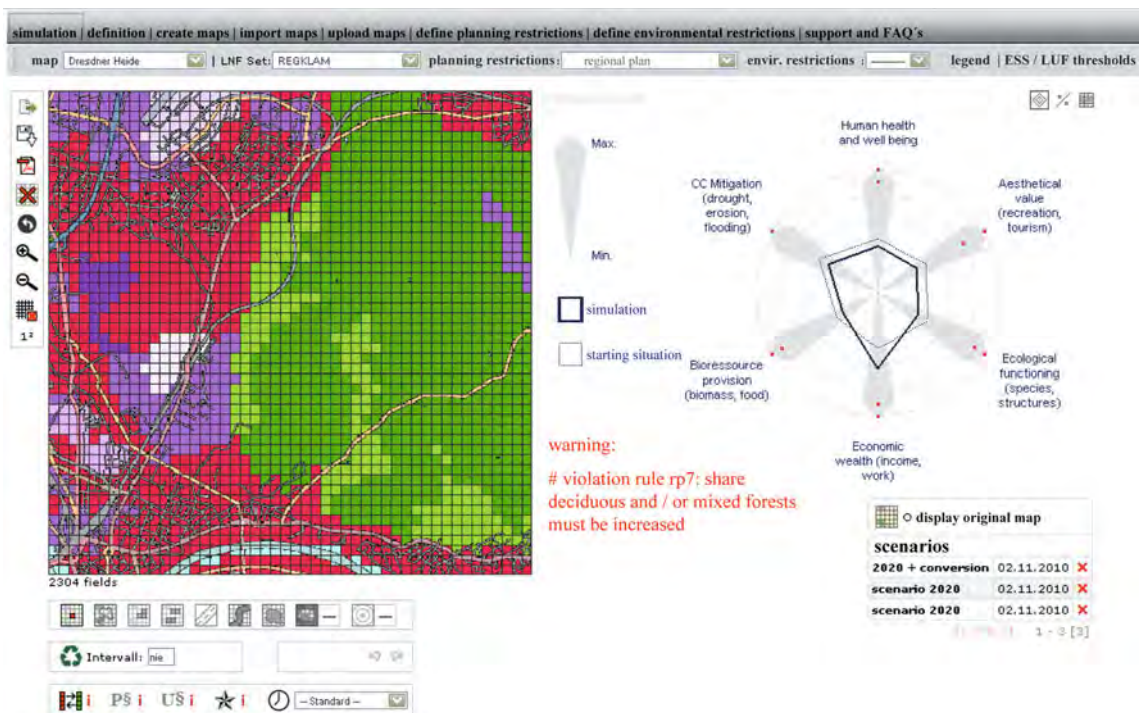 simulation | definition | create maps | import maps | upload maps | define planning restrictions | define environmental restrictions | support and FAQ´s
map Dresdner Heide | LNF Set: REGKLAM planning restrictions: regional plan envir. restrictions : legend | ESS / LUF thresholds
1²
2304 fields
Intervall: nie
i P§ i U§ i i – Standard –
Max.
Min.
simulation
starting situation
Human health
and well being
CC Mitigation
(drought,
erosion,
flooding)
Aesthetical
value
(recreation,
tourism)
Bioressource
provision
(biomass, food)
Ecological
functioning
(species,
structures)
Economic
wealth (income,
work)
warning:
# violation rule rp7: share
deciduous and / or mixed forests
must be increased
display original map
scenarios
2020 + conversion 02.11.2010
scenario 2020 02.11.2010
scenario 2020 02.11.2010
1 - 3 [3]